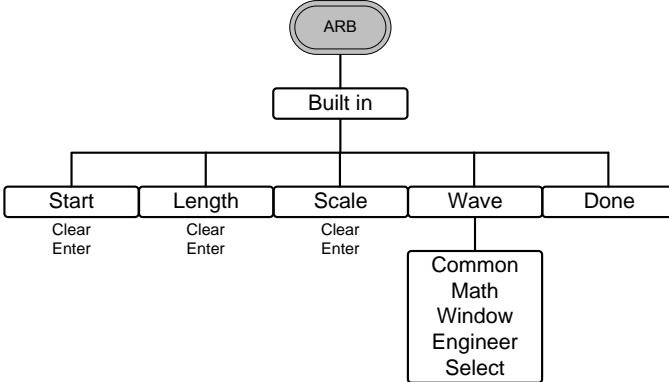 ARB
Built in
Start
Length
Scale
Wave
Done
Clear
Enter
Clear
Enter
Clear
Enter
Common
Math
Window
Engineer
Select